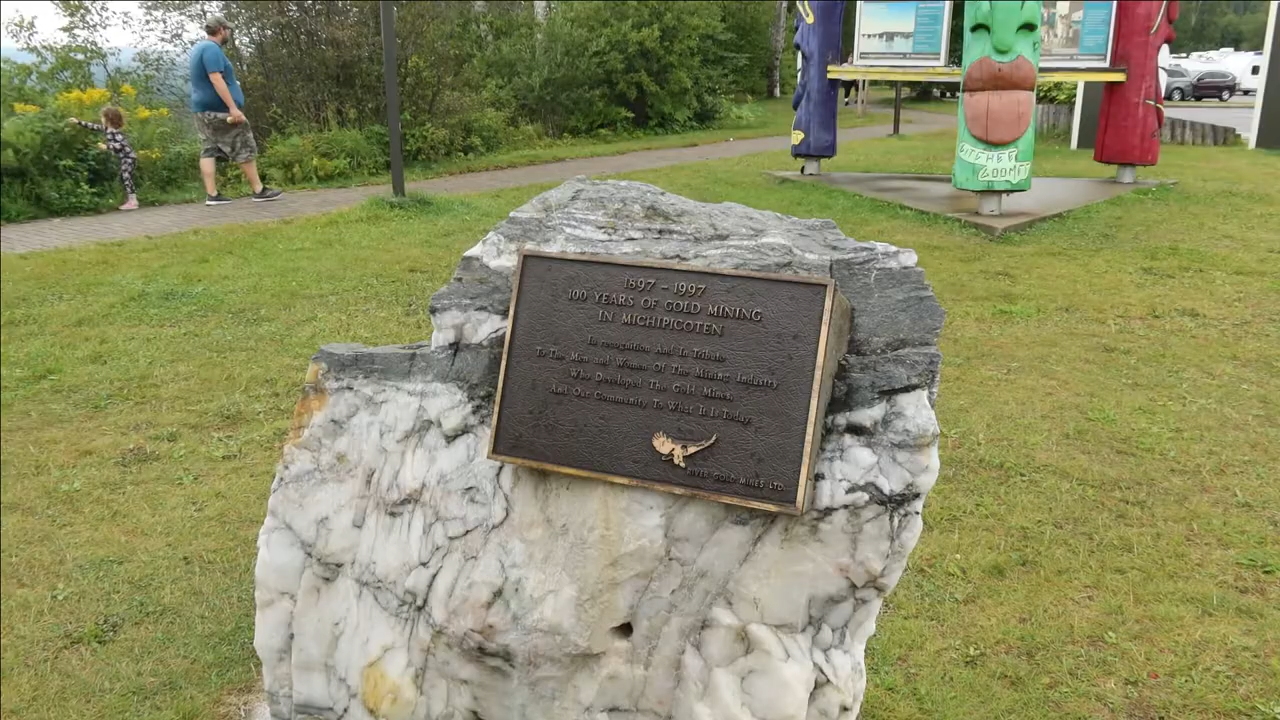 GITCHEE
GOOMEE
1897 – 1997
100 YEARS OF GOLD MINING
IN MICHIPICOTEN
In recognition And In Tribute
To The Men and Women Of The Mining Industry
Who Developed The Gold Mines,
And Our Community To What It Is Today.
RIVER GOLD MINES LTD